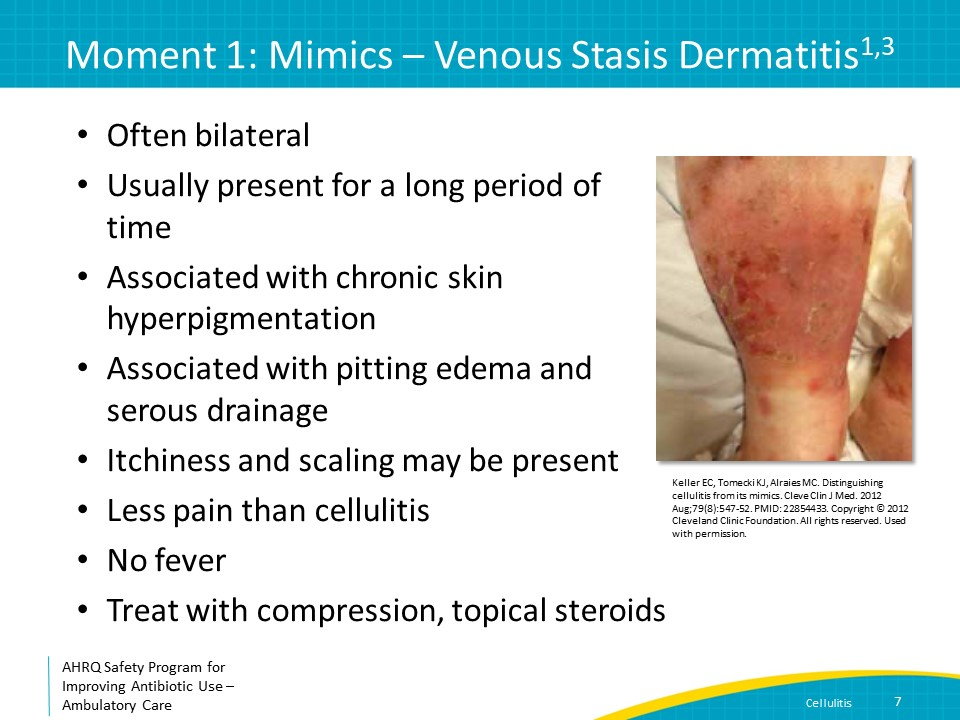 Moment 1: Mimics – Venous Stasis Dermatitis1,3
• Often bilateral
• Usually present for a long period of
time
• Associated with chronic skin
hyperpigmentation
• Associated with pitting edema and
serous drainage
• Itchiness and scaling may be present
• Less pain than cellulitis
• No fever
• Treat with compression, topical steroids
Keller EC, Tomecki KJ, Alraies MC. Distinguishing
cellulitis from its mimics. Cleve Clin J Med. 2012
Aug;79(8):547-52. PMID: 22854433. Copyright © 2012
Cleveland Clinic Foundation. All rights reserved. Used
with permission.
AHRQ Safety Program for
Improving Antibiotic Use –
Ambulatory Care
Cellulitis 7